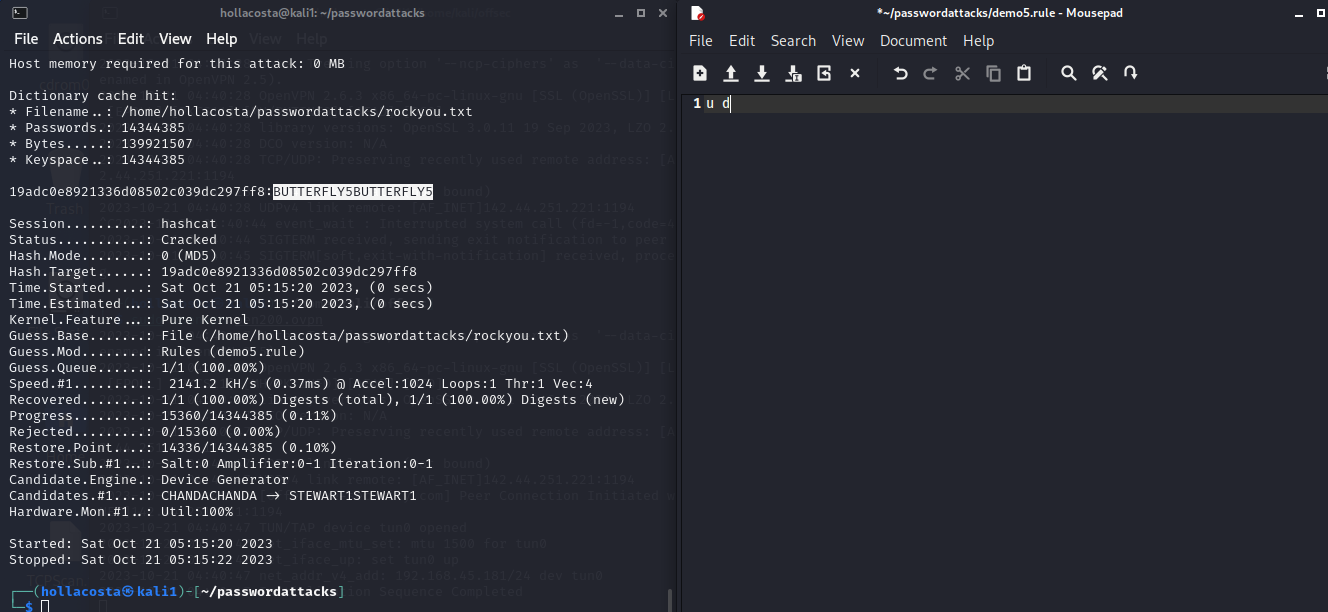 hollacosta@kali1: ~/passwordattacks
File Actions Edit View Help
Host memory required for this attack: 0 MB
Dictionary cache hit:
* Filename..: /home/hollacosta/passwordattacks/rockyou.txt
* Passwords.: 14344385
* Bytes.....: 139921507
* Keyspace..: 14344385
19adc0e8921336d08502c039dc297ff8:BUTTERFLY5BUTTERFLY5
Session..........: hashcat
Status...........: Cracked
Hash.Mode........: 0 (MD5)
Hash.Target......: 19adc0e8921336d08502c039dc297ff8
Time.Started.....: Sat Oct 21 05:15:20 2023, (0 secs)
Time.Estimated...: Sat Oct 21 05:15:20 2023, (0 secs)
Kernel.Feature...: Pure Kernel
Guess.Base.......: File (/home/hollacosta/passwordattacks/rockyou.txt)
Guess.Mod........: Rules (demo5.rule)
Guess.Queue......: 1/1 (100.00%)
Speed.#1.........: 2141.2 kH/s (0.37ms) @ Accel:1024 Loops:1 Thr:1 Vec:4
Recovered........: 1/1 (100.00%) Digests (total), 1/1 (100.00%) Digests (new)
Progress.........: 15360/14344385 (0.11%)
Rejected.........: 0/15360 (0.00%)
Restore.Point....: 14336/14344385 (0.10%)
Restore.Sub.#1...: Salt:0 Amplifier:0-1 Iteration:0-1
Candidate.Engine.: Device Generator
Candidates.#1....: CHANDACHANDA -> STEWART1STEWART1
Hardware.Mon.#1..: Util:100%
Started: Sat Oct 21 05:15:20 2023
Stopped: Sat Oct 21 05:15:22 2023
┌──(hollacosta㉿kali1)-[~/passwordattacks]
└─$
*~/passwordattacks/demo5.rule - Mousepad
File Edit Search View Document Help
1 u d